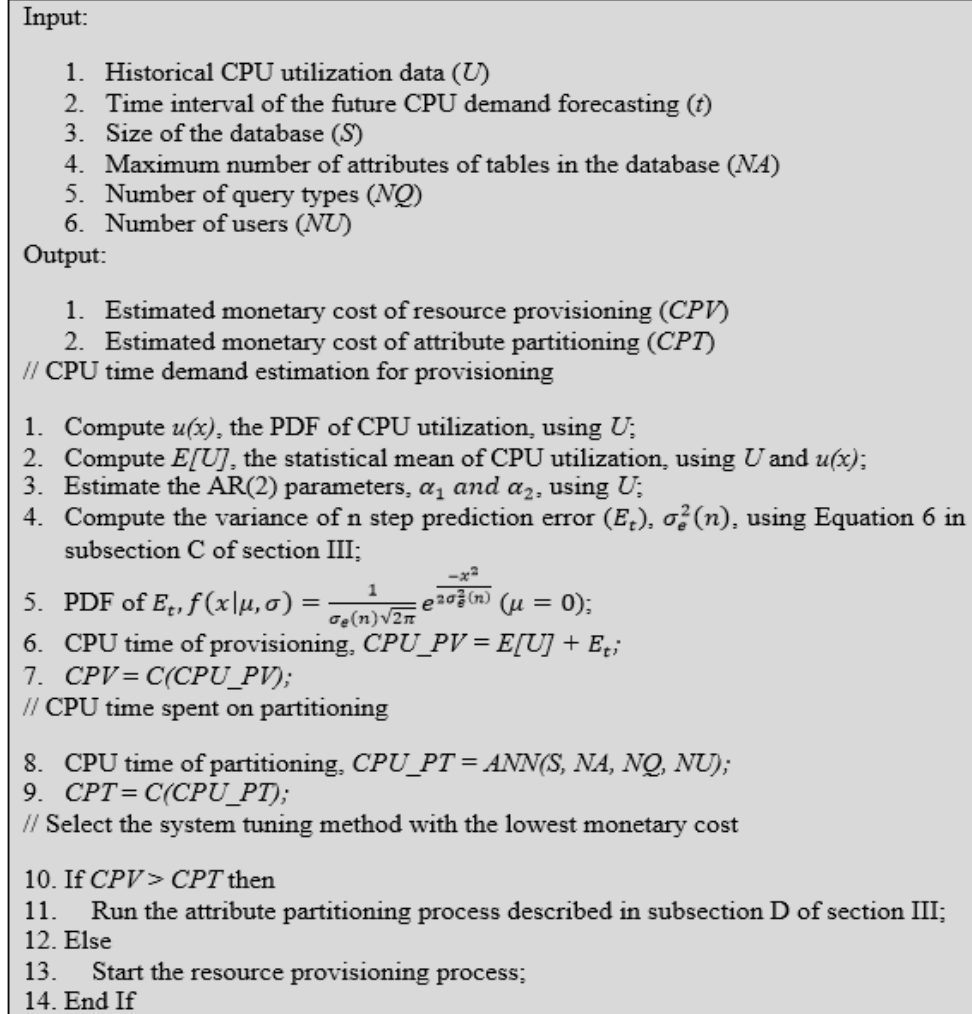 Input:
1. Historical CPU utilization data (U)
2. Time interval of the future CPU demand forecasting (t)
3. Size of the database (S)
4. Maximum number of attributes of tables in the database (NA)
5. Number of query types (NQ)
6. Number of users (NU)
Output:
1. Estimated monetary cost of resource provisioning (CPV)
2. Estimated monetary cost of attribute partitioning (CPT)
// CPU time demand estimation for provisioning
1. Compute u(x), the PDF of CPU utilization, using U;
2. Compute E[U], the statistical mean of CPU utilization, using U and u(x);
3. Estimate the AR(2) parameters, α₁ and α₂, using U;
4. Compute the variance of n step prediction error (Eₜ), σₑ²(n), using Equation 6 in
subsection C of section III;
5. PDF of Eₜ, f(x|μ, σ) = 1/(σₑ(n)√2π) e^(−x²/(2σₑ²(n))) (μ = 0);
6. CPU time of provisioning, CPU_PV = E[U] + Eₜ;
7. CPV = C(CPU_PV);
// CPU time spent on partitioning
8. CPU time of partitioning, CPU_PT = ANN(S, NA, NQ, NU);
9. CPT = C(CPU_PT);
// Select the system tuning method with the lowest monetary cost
10. If CPV > CPT then
11. Run the attribute partitioning process described in subsection D of section III;
12. Else
13. Start the resource provisioning process;
14. End If